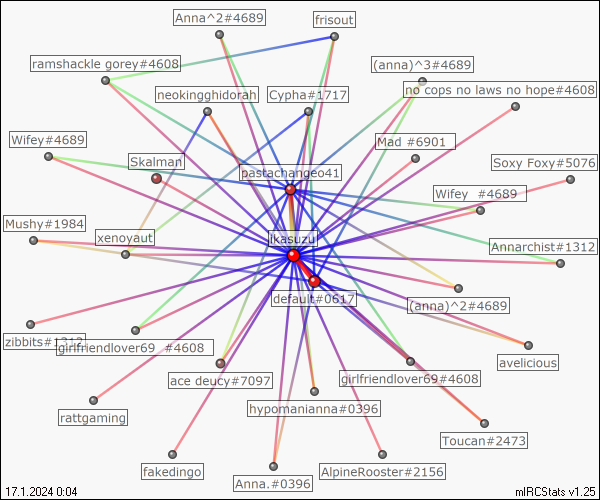 Anna^2#4689
frisout
ramshackle gorey#4608
(anna)^3#4689
no cops no laws no hope#4608
neokingghidorah
Cypha#1717
Wifey#4689
Mad #6901
Skalman
Soxy Foxy#5076
pastachangeo41
Wifey #4689
Mushy#1984
xenoyaut
ikasuzu
Annarchist#1312
default#0617
(anna)^2#4689
zibbits#1312
girlfriendlover69 #4608
avelicious
ace deucy#7097
girlfriendlover69#4608
hypomanianna#0396
rattgaming
Toucan#2473
fakedingo
Anna.#0396
AlpineRooster#2156
17.1.2024 0:04
mIRCStats v1.25